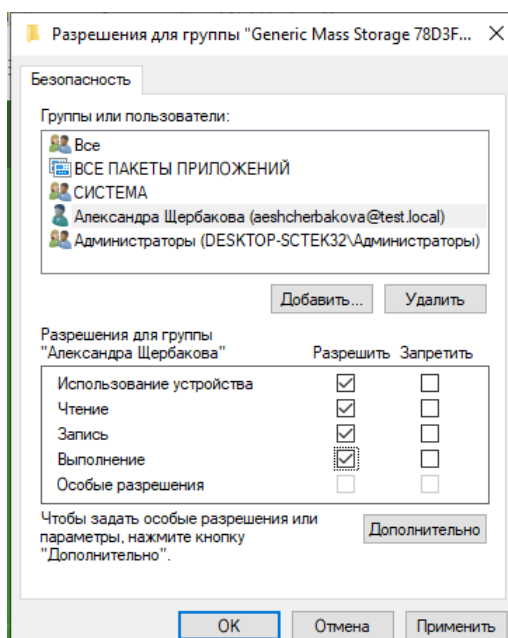 Разрешения для группы "Generic Mass Storage 78D3F...
Безопасность
Группы или пользователи:
Все
ВСЕ ПАКЕТЫ ПРИЛОЖЕНИЙ
СИСТЕМА
Александра Щербакова (aeshcherbakova@test.local)
Администраторы (DESKTOP-SCTEK32\Администраторы)
Добавить... Удалить
Разрешения для группы
"Александра Щербакова" Разрешить Запретить
Использование устройства
Чтение
Запись
Выполнение
Особые разрешения
Чтобы задать особые разрешения или
параметры, нажмите кнопку
"Дополнительно".
Дополнительно
ОК Отмена Применить